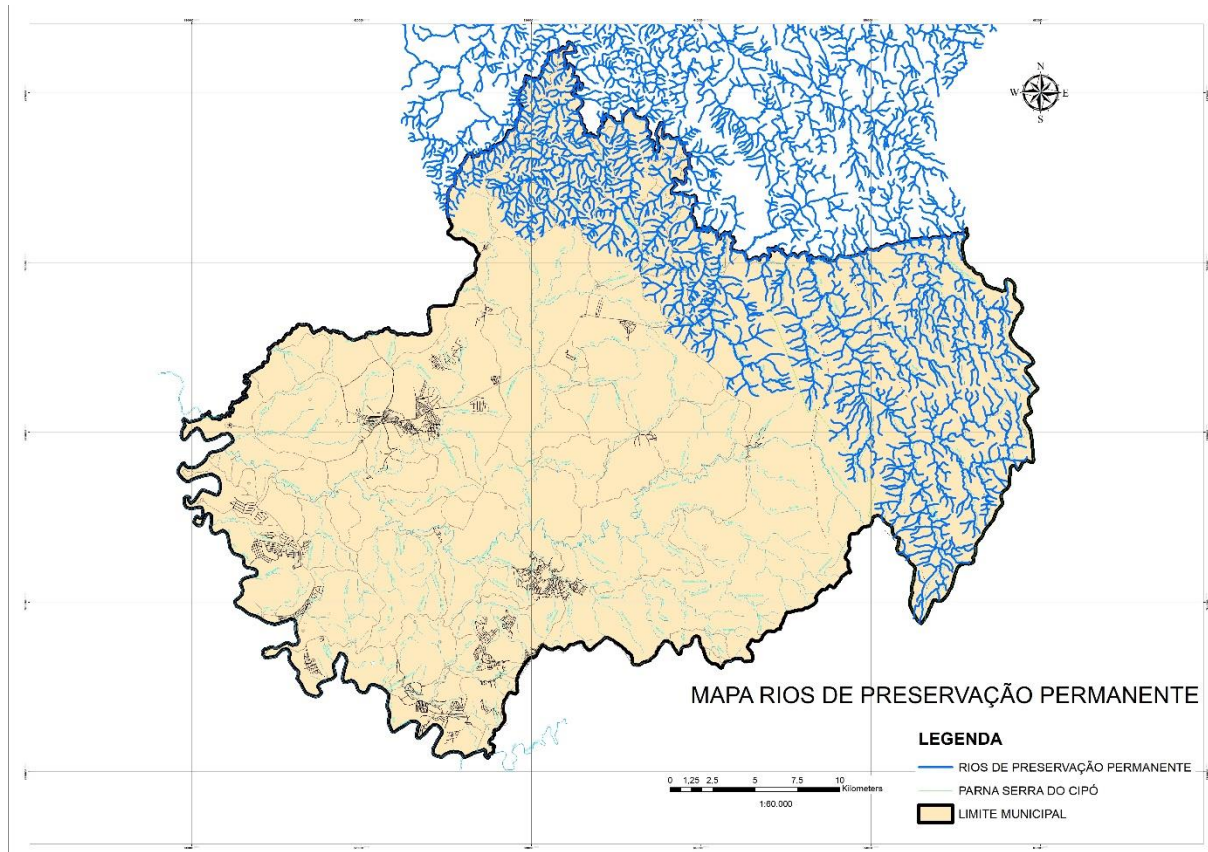 N
W E
S
MAPA RIOS DE PRESERVAÇÃO PERMANENTE
LEGENDA
RIOS DE PRESERVAÇÃO PERMANENTE
PARNA SERRA DO CIPÓ
LIMITE MUNICIPAL
0 1,25 2,5 5 7,5 10
Kilometers
1:60.000